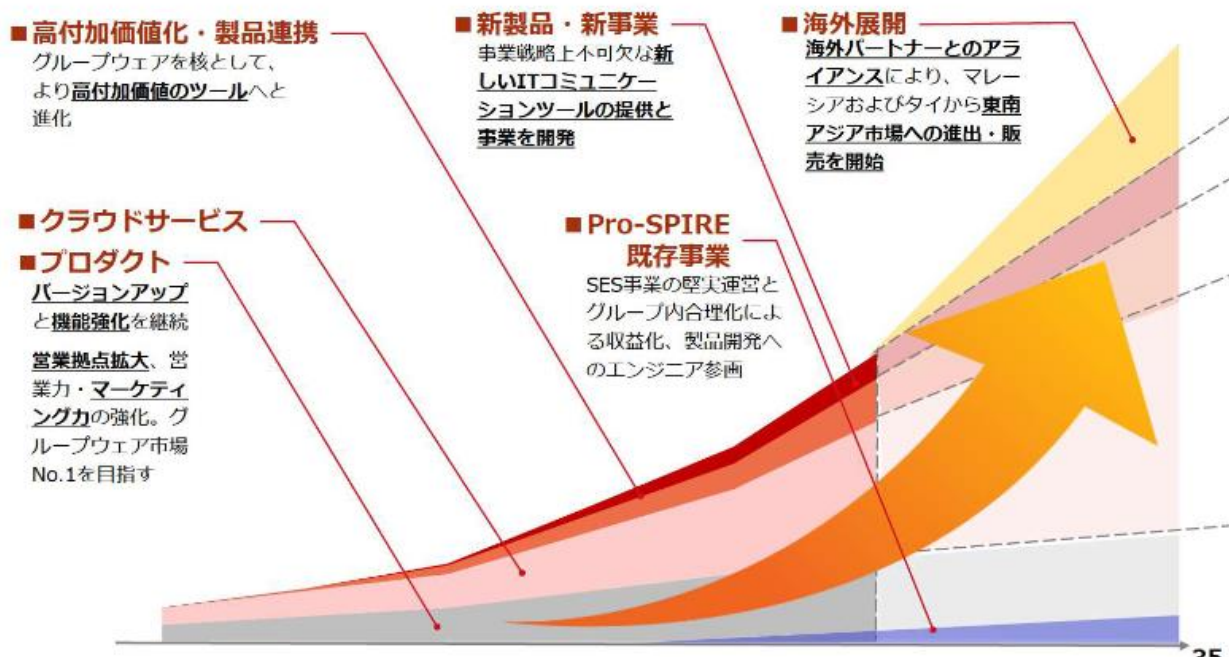 ■高付加価値化・製品連携
グループウェアを核として、
より高付加価値のツールへと
進化
■新製品・新事業
事業戦略上不可欠な新
しいITコミュニケー
ションツールの提供と
事業を開発
■海外展開
海外パートナーとのアラ
イアンスにより、マレー
シアおよびタイから東南
アジア市場への進出・販
売を開始
■クラウドサービス
■プロダクト
バージョンアップ
と機能強化を継続
営業拠点拡大、営
業力・マーケティ
ング力の強化。グ
ループウェア市場
No.1を目指す
■Pro-SPIRE
既存事業
SES事業の堅実運営と
グループ内合理化によ
る収益化、製品開発へ
のエンジニア参画